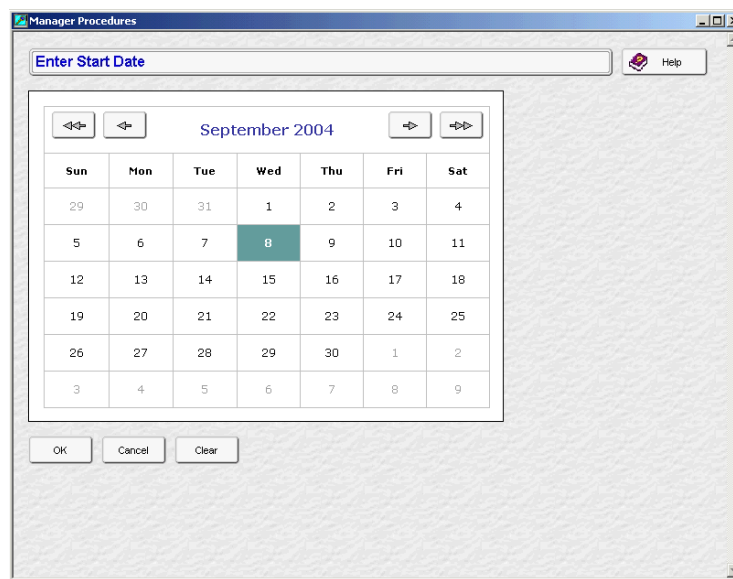 Manager Procedures
Enter Start Date
Help
September 2004
Sun Mon Tue Wed Thu Fri Sat
29 30 31 1 2 3 4
5 6 7 8 9 10 11
12 13 14 15 16 17 18
19 20 21 22 23 24 25
26 27 28 29 30 1 2
3 4 5 6 7 8 9
OK Cancel Clear